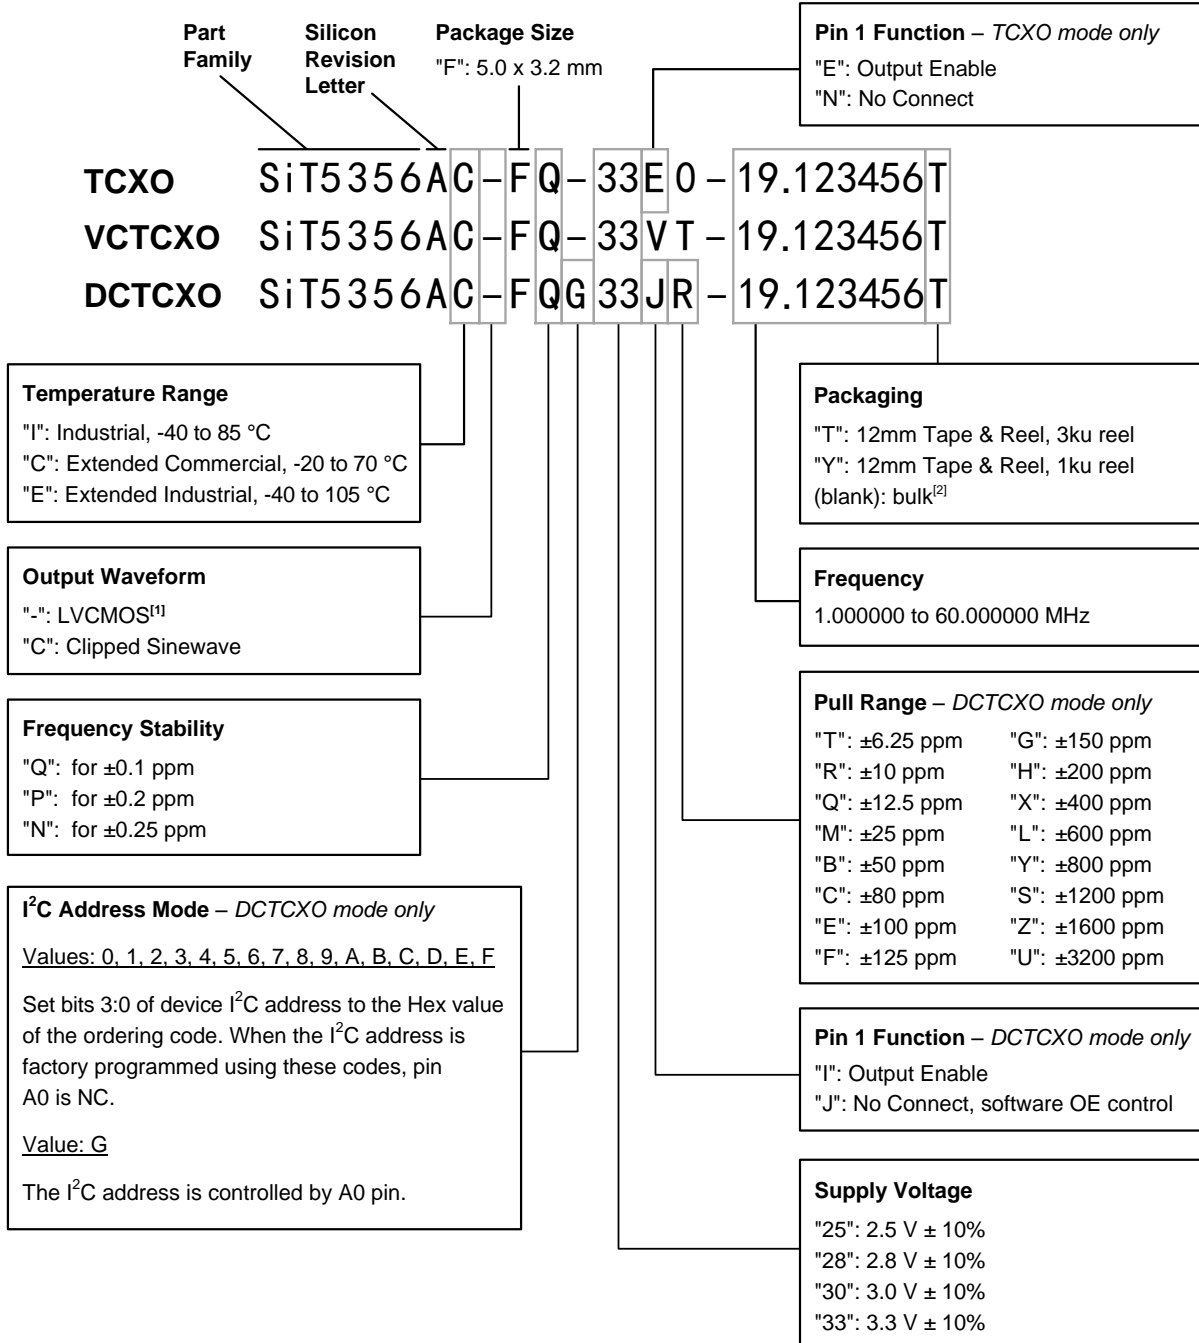 Part
Family
Silicon
Revision
Letter
Package Size
"F": 5.0 x 3.2 mm
Pin 1 Function – TCXO mode only
"E": Output Enable
"N": No Connect
TCXO SiT5356AC-FQ-33E0-19.123456T
VCTCXO SiT5356AC-FQ-33VT-19.123456T
DCTCXO SiT5356AC-FQG33JR-19.123456T
Temperature Range
"I": Industrial, -40 to 85 °C
"C": Extended Commercial, -20 to 70 °C
"E": Extended Industrial, -40 to 105 °C
Output Waveform
"-": LVCMOS[1]
"C": Clipped Sinewave
Frequency Stability
"Q": for ±0.1 ppm
"P": for ±0.2 ppm
"N": for ±0.25 ppm
I2C Address Mode – DCTCXO mode only
Values: 0, 1, 2, 3, 4, 5, 6, 7, 8, 9, A, B, C, D, E, F
Set bits 3:0 of device I2C address to the Hex value
of the ordering code. When the I2C address is
factory programmed using these codes, pin
A0 is NC.
Value: G
The I2C address is controlled by A0 pin.
Packaging
"T": 12mm Tape & Reel, 3ku reel
"Y": 12mm Tape & Reel, 1ku reel
(blank): bulk[2]
Frequency
1.000000 to 60.000000 MHz
Pull Range – DCTCXO mode only
"T": ±6.25 ppm "G": ±150 ppm
"R": ±10 ppm "H": ±200 ppm
"Q": ±12.5 ppm "X": ±400 ppm
"M": ±25 ppm "L": ±600 ppm
"B": ±50 ppm "Y": ±800 ppm
"C": ±80 ppm "S": ±1200 ppm
"E": ±100 ppm "Z": ±1600 ppm
"F": ±125 ppm "U": ±3200 ppm
Pin 1 Function – DCTCXO mode only
"I": Output Enable
"J": No Connect, software OE control
Supply Voltage
"25": 2.5 V ± 10%
"28": 2.8 V ± 10%
"30": 3.0 V ± 10%
"33": 3.3 V ± 10%